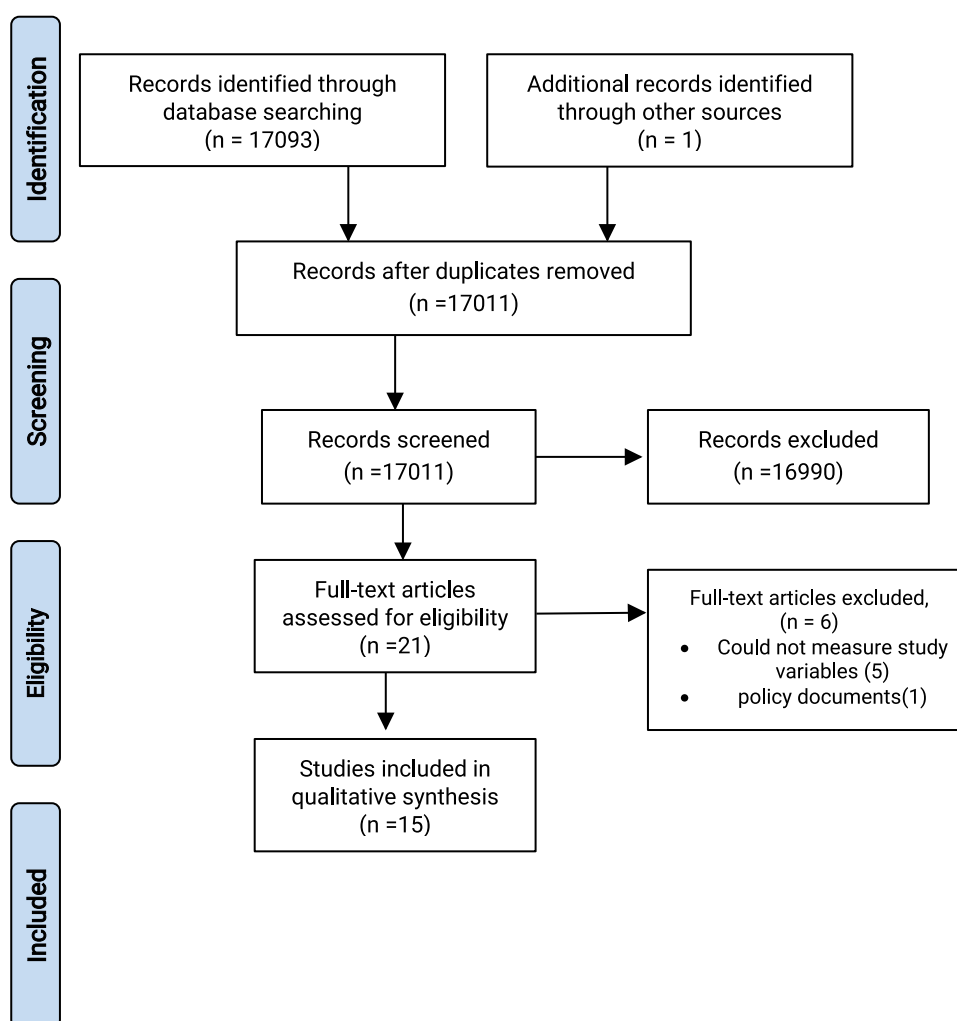 Identification
Records identified through
database searching
(n = 17093)
Additional records identified
through other sources
(n = 1)
Records after duplicates removed
(n =17011)
Screening
Records screened
(n =17011)
Records excluded
(n =16990)
Eligibility
Full-text articles
assessed for eligibility
(n =21)
Full-text articles excluded,
(n = 6)
• Could not measure study
variables (5)
• policy documents(1)
Studies included in
qualitative synthesis
(n =15)
Included